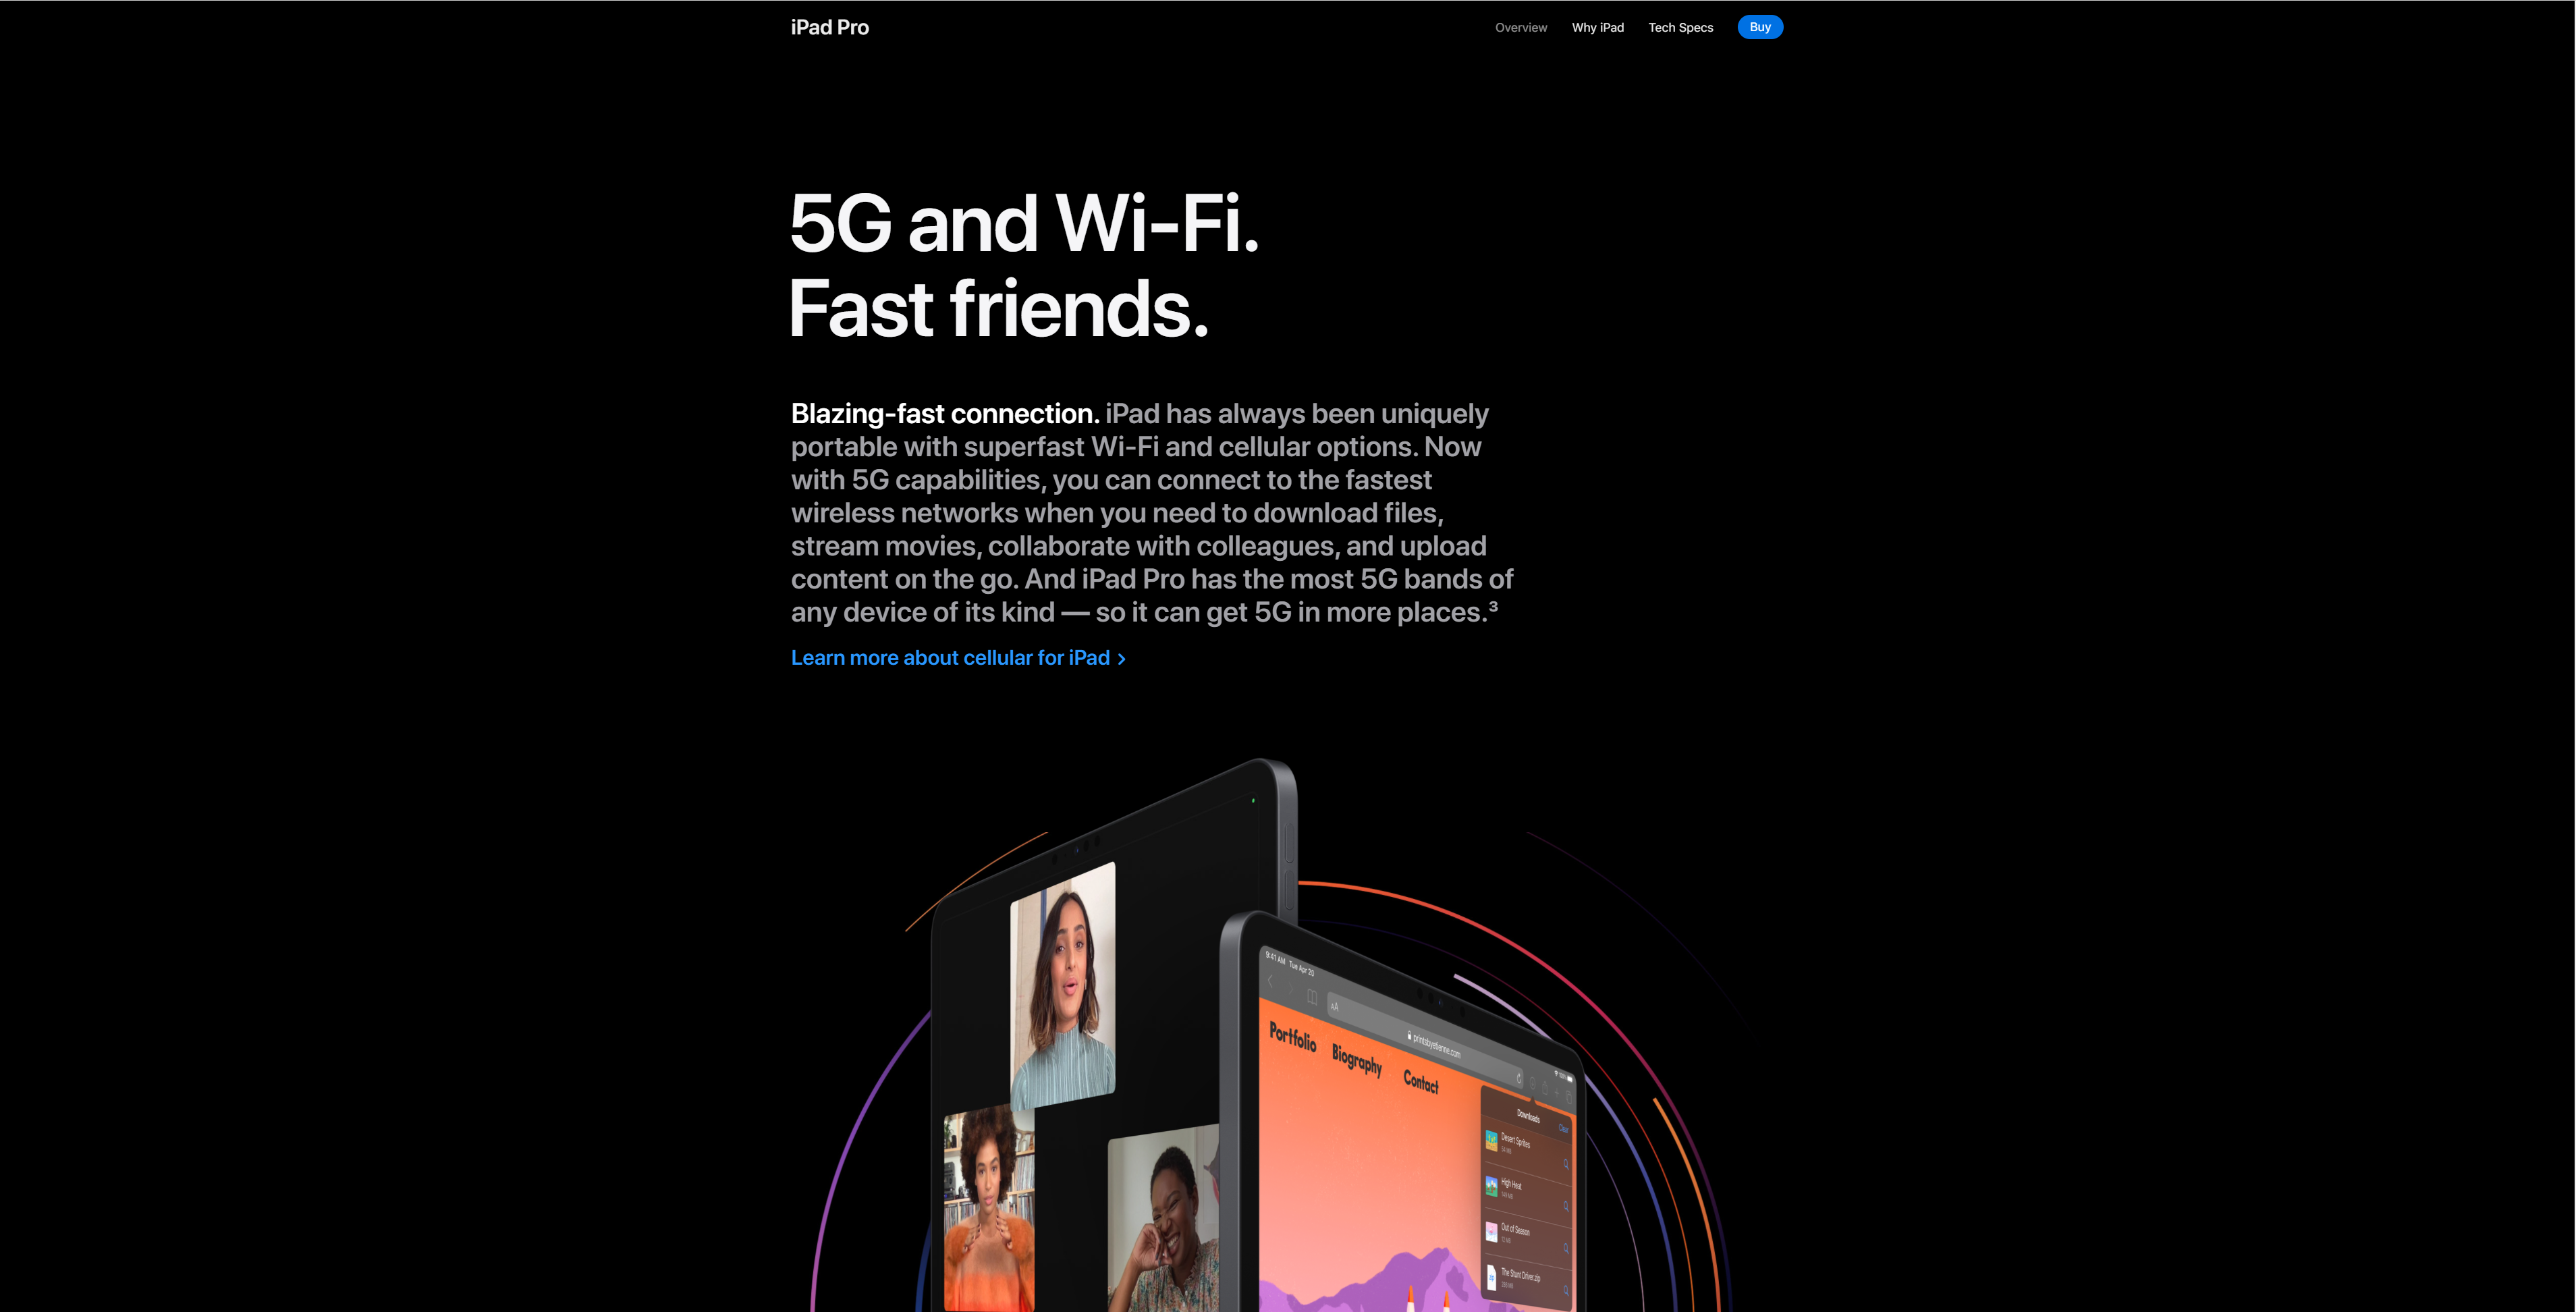 iPad Pro
Overview
Why iPad
Tech Specs
Buy
5G and Wi-Fi.
Fast friends.
Blazing-fast connection. iPad has always been uniquely
portable with superfast Wi-Fi and cellular options. Now
with 5G capabilities, you can connect to the fastest
wireless networks when you need to download files,
stream movies, collaborate with colleagues, and upload
content on the go. And iPad Pro has the most 5G bands of
any device of its kind — so it can get 5G in more places.³
Learn more about cellular for iPad >
9:41 AM Tue Apr 20
AA
printsbyetienne.com
Portfolio
Biography
Contact
Downloads
Clear
Desert Sprites
High Heat
Out of Season
The Stunt Driver.zip